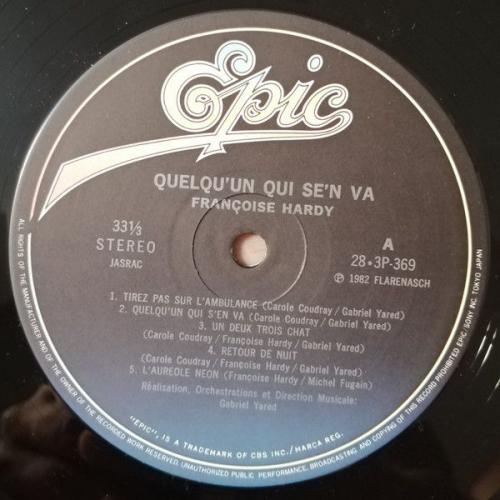 Epic
QUELQU'UN QUI SE'N VA
FRANÇOISE HARDY
33⅓
STEREO
JASRAC
A
28・3P-369
℗ 1982 FLARENASCH
1. TIREZ PAS SUR L'AMBULANCE (Carole Coudray/Gabriel Yared)
2. QUELQU'UN QUI S'EN VA (Carole Coudray/Gabriel Yared)
3. UN DEUX TROIS CHAT
(Carole Coudray/Françoise Hardy/Gabriel Yared)
4. RETOUR DE NUIT
(Carole Coudray/Françoise Hardy/Gabriel Yared)
5. L'AUREOLE NEON (Françoise Hardy/Michel Fugain)
Réalisation, Orchestrations et Direction Musicale:
Gabriel Yared
"EPIC", IS A TRADEMARK OF CBS INC./MARCA REG.
ALL RIGHTS OF THE MANUFACTURER AND OF THE OWNER OF THE RECORDED WORK RESERVED. UNAUTHORIZED PUBLIC PERFORMANCE, BROADCASTING AND COPYING OF THIS RECORD PROHIBITED EPIC/SONY INC. TOKYO JAPAN